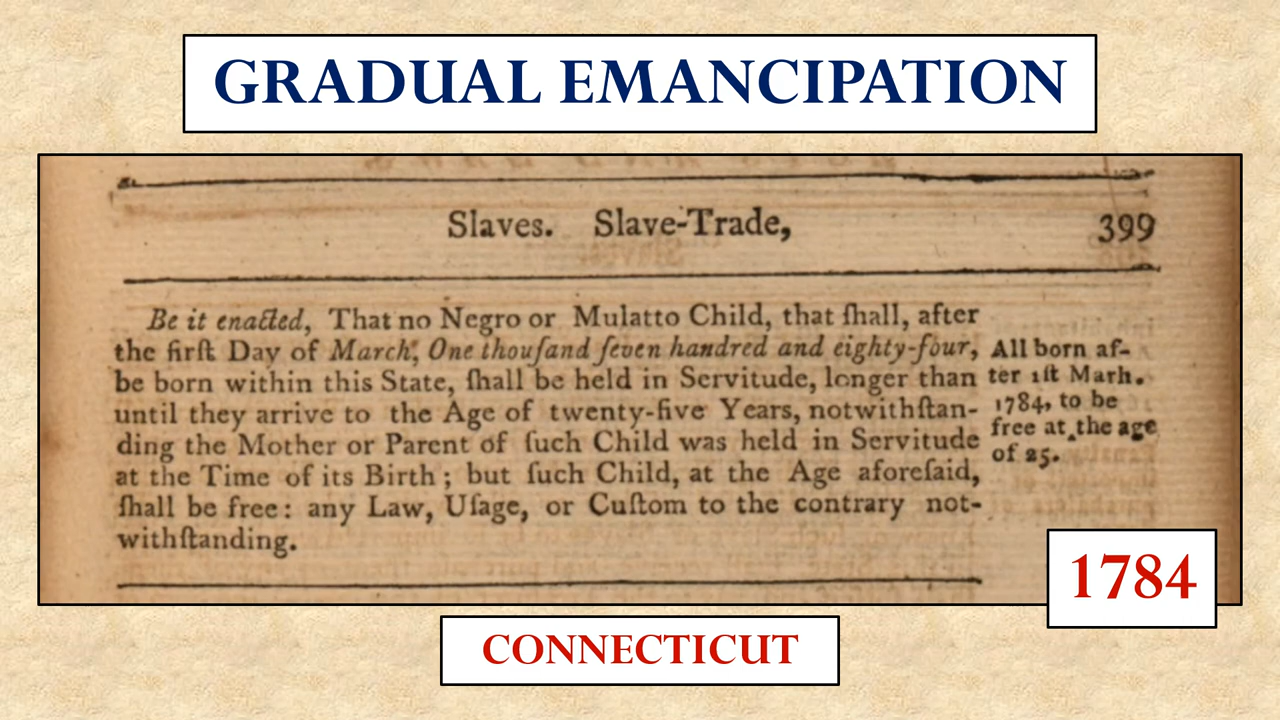 GRADUAL EMANCIPATION
Slaves. Slave-Trade, 399
Be it enacted, That no Negro or Mulatto Child, that ſhall, after
the firſt Day of March, One thouſand ſeven handred and eighty-four,
be born within this State, ſhall be held in Servitude, longer than
until they arrive to the Age of twenty-five Years, notwithſtan-
ding the Mother or Parent of ſuch Child was held in Servitude
at the Time of its Birth; but ſuch Child, at the Age aforeſaid,
ſhall be free: any Law, Uſage, or Cuſtom to the contrary not-
withſtanding.
All born af-
ter 1ſt Marh.
1784, to be
free at the age
of 25.
1784
CONNECTICUT